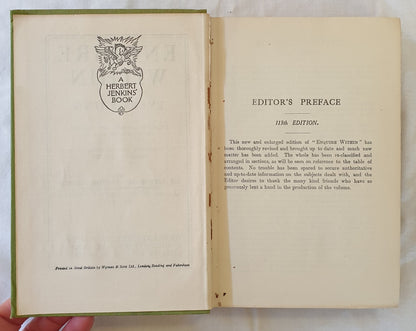 A
HERBERT
JENKINS'
BOOK
Printed in Great Britain by Wyman & Sons Ltd., London, Reading and Fakenham
EDITOR'S PREFACE
113th EDITION.
This new and enlarged edition of "Enquire Within" has
been thoroughly revised and brought up to date and much new
matter has been added. The whole has been re-classified and
arranged in sections, as will be seen on reference to the table of
contents. No trouble has been spared to secure authoritative
and up-to-date information on the subjects dealt with, and the
Editor desires to thank the many kind friends who have so
generously lent a hand in the production of the volume.